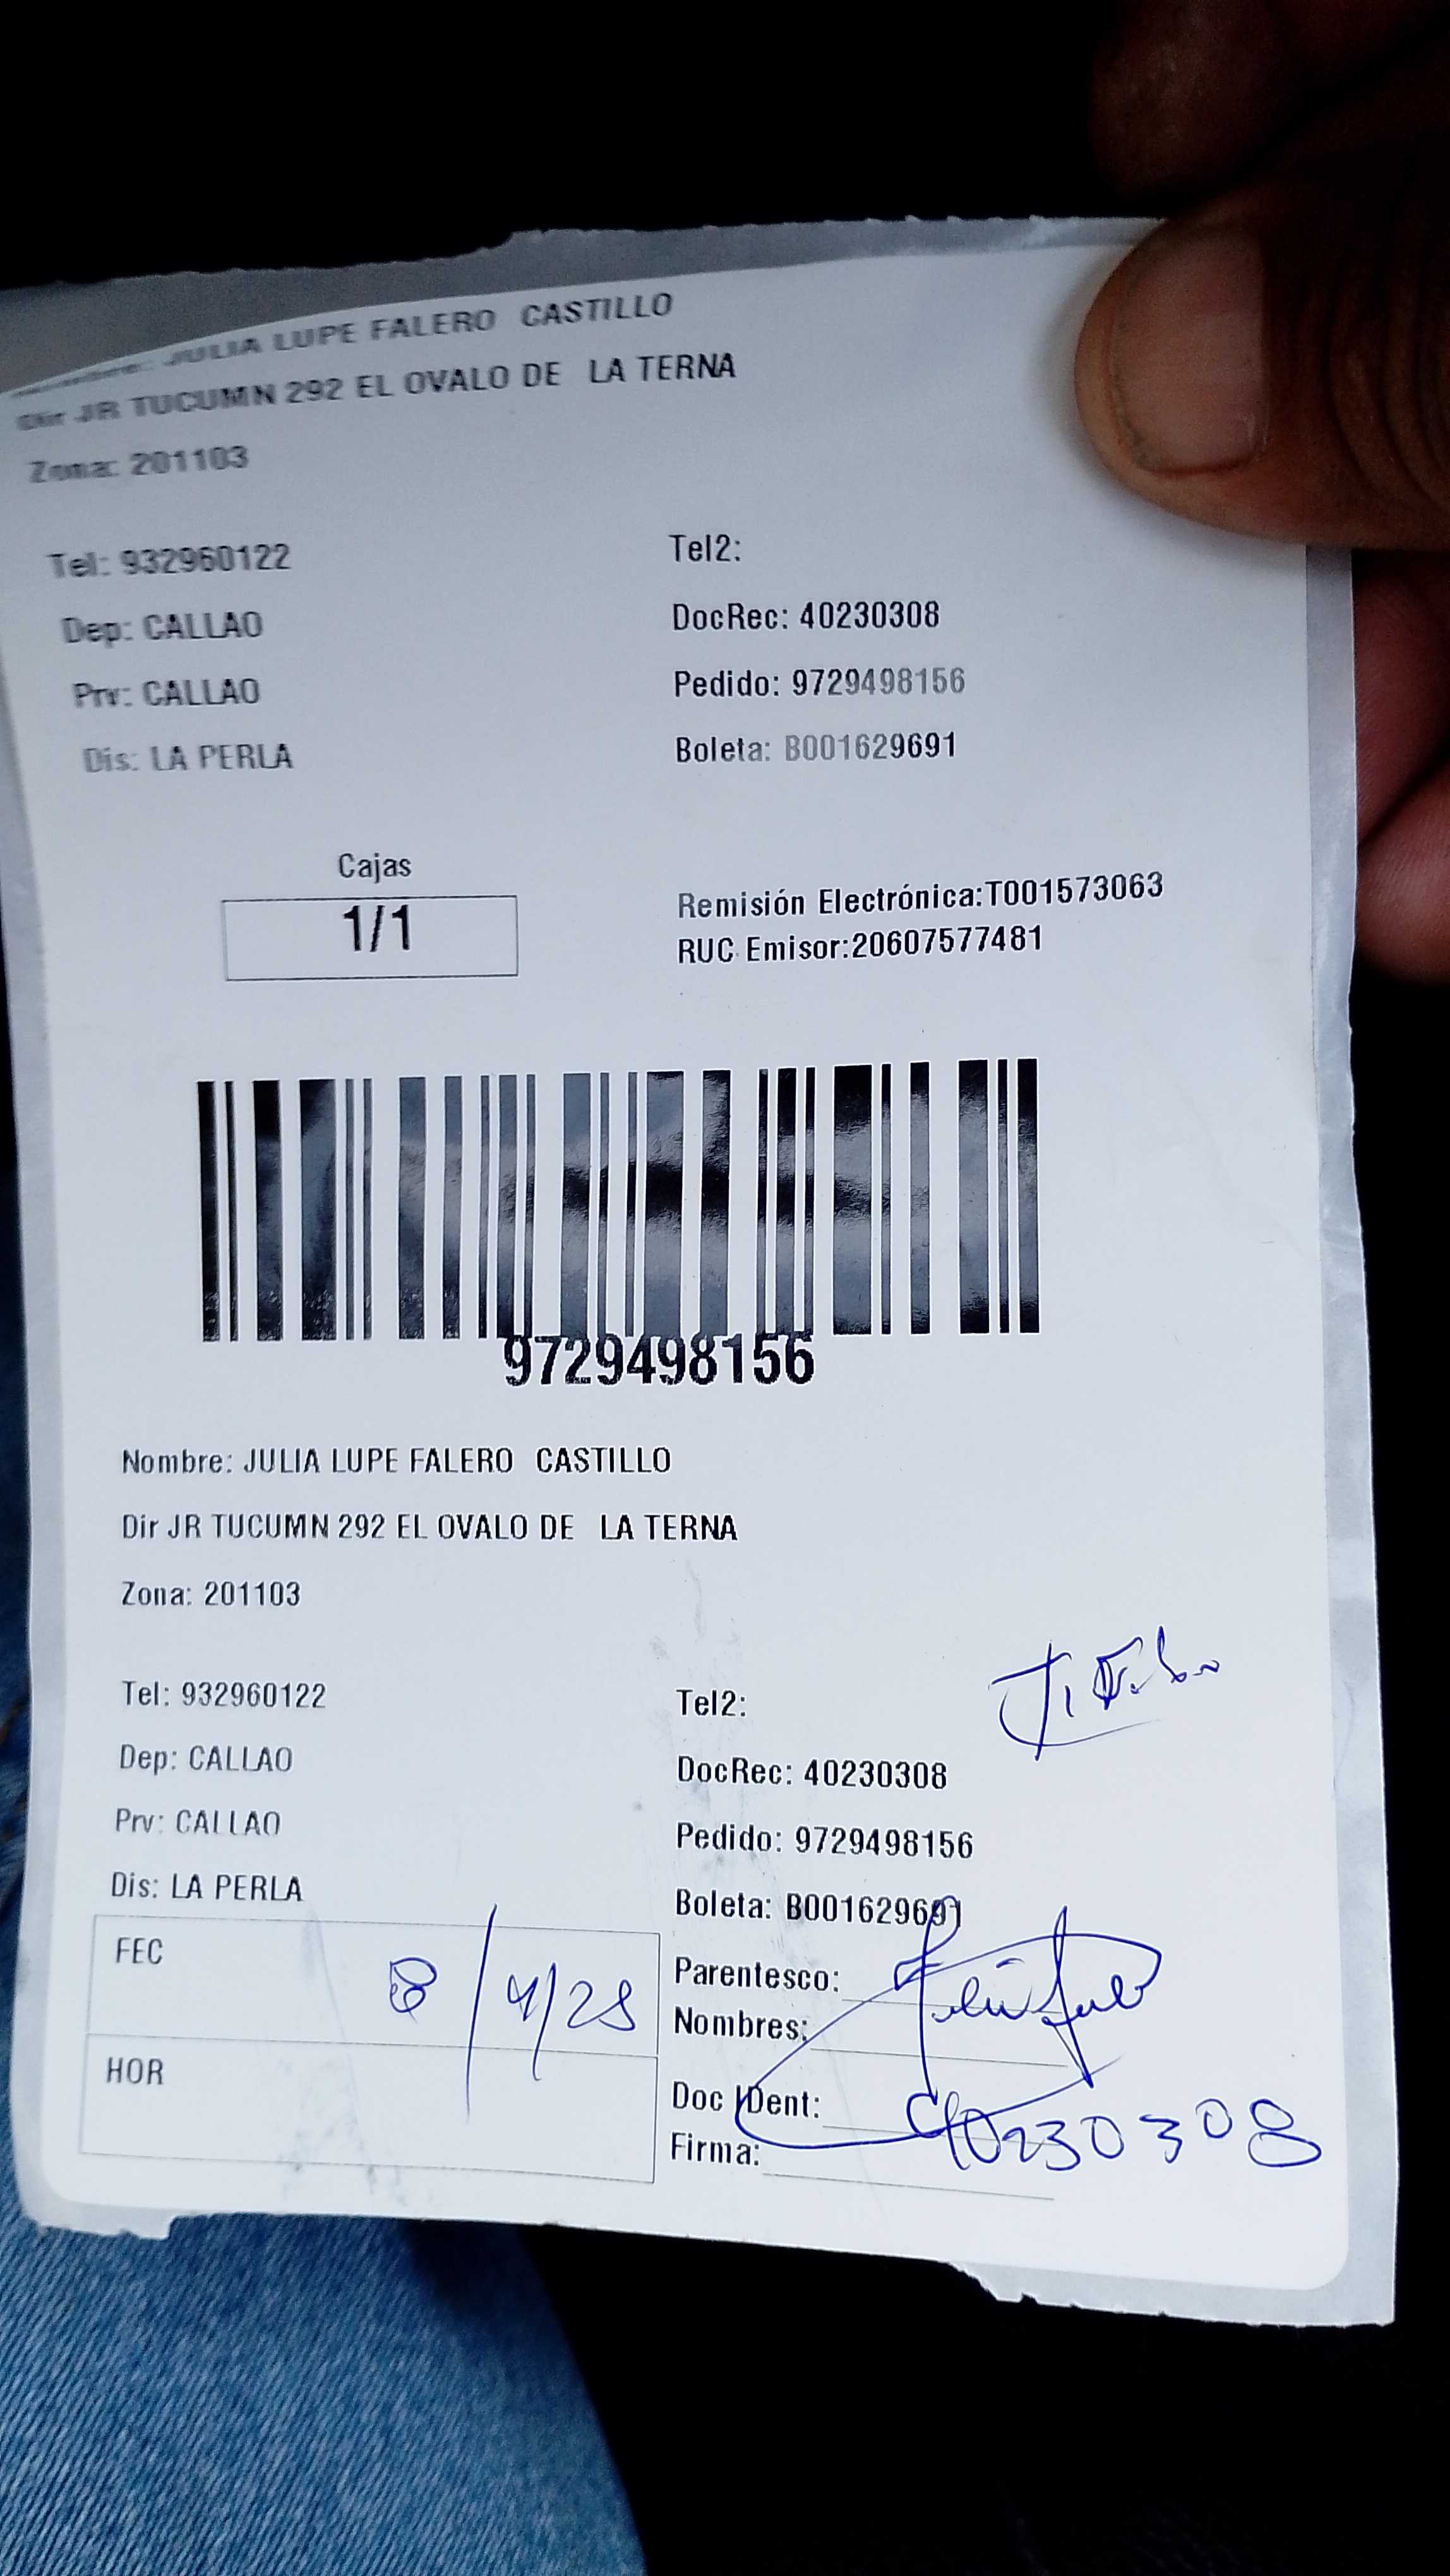 JULIA LUPE FALERO CASTILLO
Dir JR TUCUMN 292 EL OVALO DE LA TERNA
Zona: 201103
Tel: 932960122
Tel2:
Dep: CALLAO
DocRec: 40230308
Prv: CALLAO
Pedido: 9729498156
Dis: LA PERLA
Boleta: B001629691
Cajas
1/1
Remisión Electrónica:T001573063
RUC Emisor:20607577481
9729498156
Nombre: JULIA LUPE FALERO CASTILLO
Dir JR TUCUMN 292 EL OVALO DE LA TERNA
Zona: 201103
Tel: 932960122
Tel2:
Dep: CALLAO
DocRec: 40230308
Prv: CALLAO
Pedido: 9729498156
Dis: LA PERLA
Boleta: B001629691
FEC
Parentesco:
Nombres:
HOR
Doc IDent: 40230308
Firma: